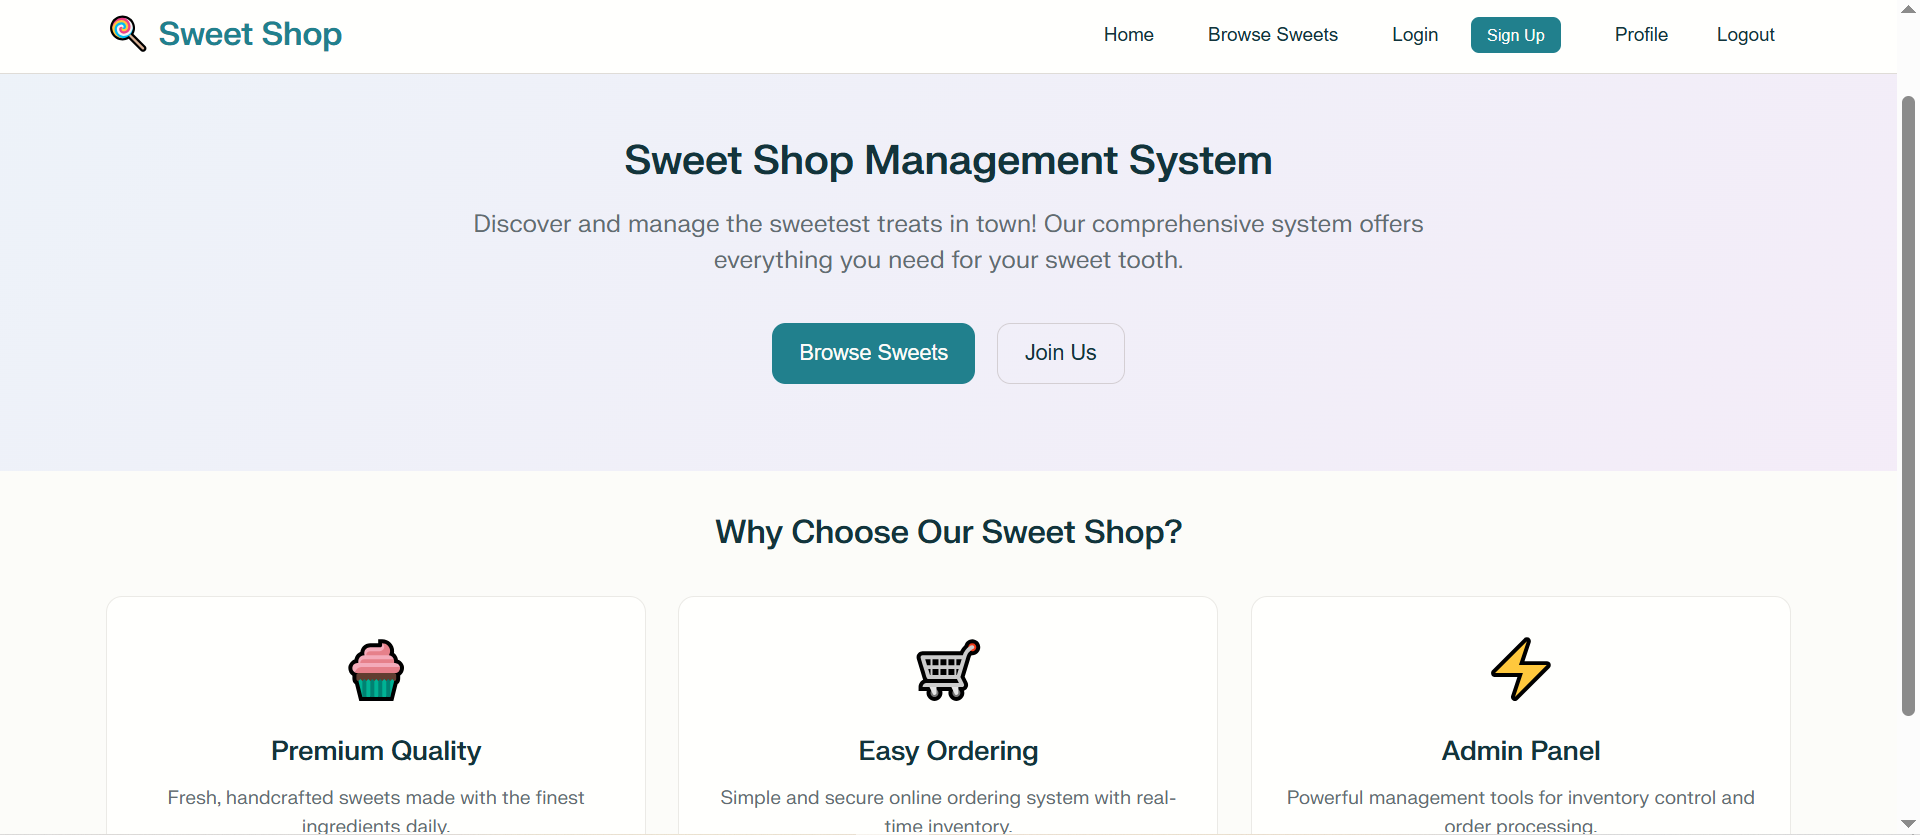 Sweet Shop
Home Browse Sweets Login Sign Up Profile Logout
Sweet Shop Management System
Discover and manage the sweetest treats in town! Our comprehensive system offers
everything you need for your sweet tooth.
Browse Sweets Join Us
Why Choose Our Sweet Shop?
Premium Quality
Fresh, handcrafted sweets made with the finest
ingredients daily.
Easy Ordering
Simple and secure online ordering system with real-
time inventory.
Admin Panel
Powerful management tools for inventory control and
order processing.